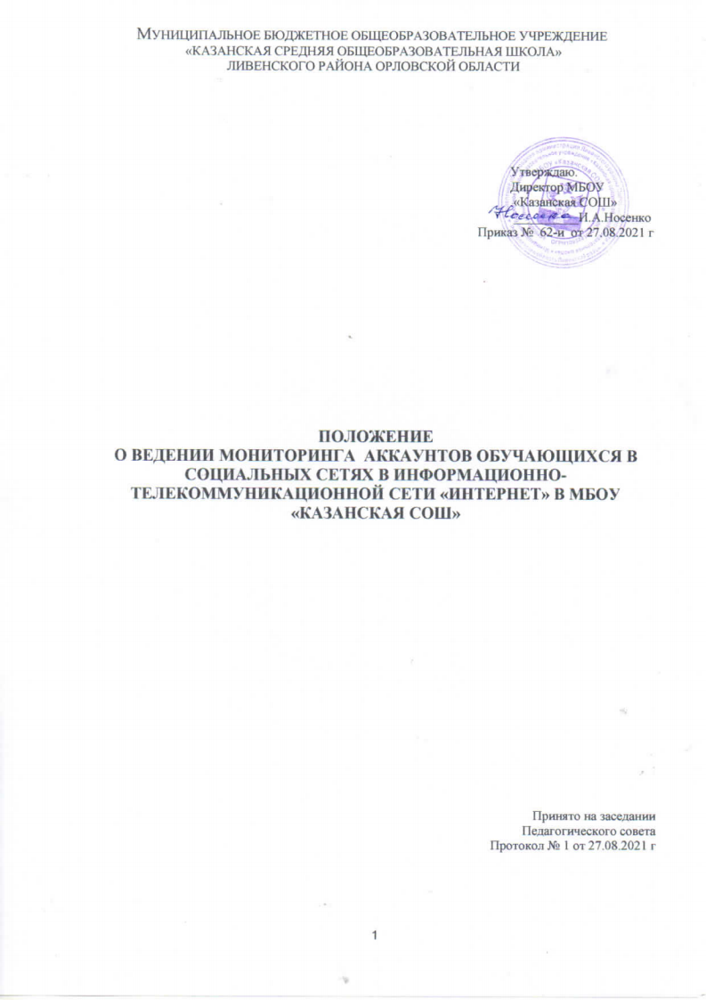 МУНИЦИПАЛЬНОЕ БЮДЖЕТНОЕ ОБЩЕОБРАЗОВАТЕЛЬНОЕ УЧРЕЖДЕНИЕ
«КАЗАНСКАЯ СРЕДНЯЯ ОБЩЕОБРАЗОВАТЕЛЬНАЯ ШКОЛА»
ЛИВЕНСКОГО РАЙОНА ОРЛОВСКОЙ ОБЛАСТИ
Утверждаю.
Директор МБОУ
«Казанская СОШ»
И.А.Носенко
Приказ № 62-и от 27.08.2021 г
ПОЛОЖЕНИЕ
О ВЕДЕНИИ МОНИТОРИНГА АККАУНТОВ ОБУЧАЮЩИХСЯ В
СОЦИАЛЬНЫХ СЕТЯХ В ИНФОРМАЦИОННО-
ТЕЛЕКОММУНИКАЦИОННОЙ СЕТИ «ИНТЕРНЕТ» В МБОУ
«КАЗАНСКАЯ СОШ»
Принято на заседании
Педагогического совета
Протокол № 1 от 27.08.2021 г
1